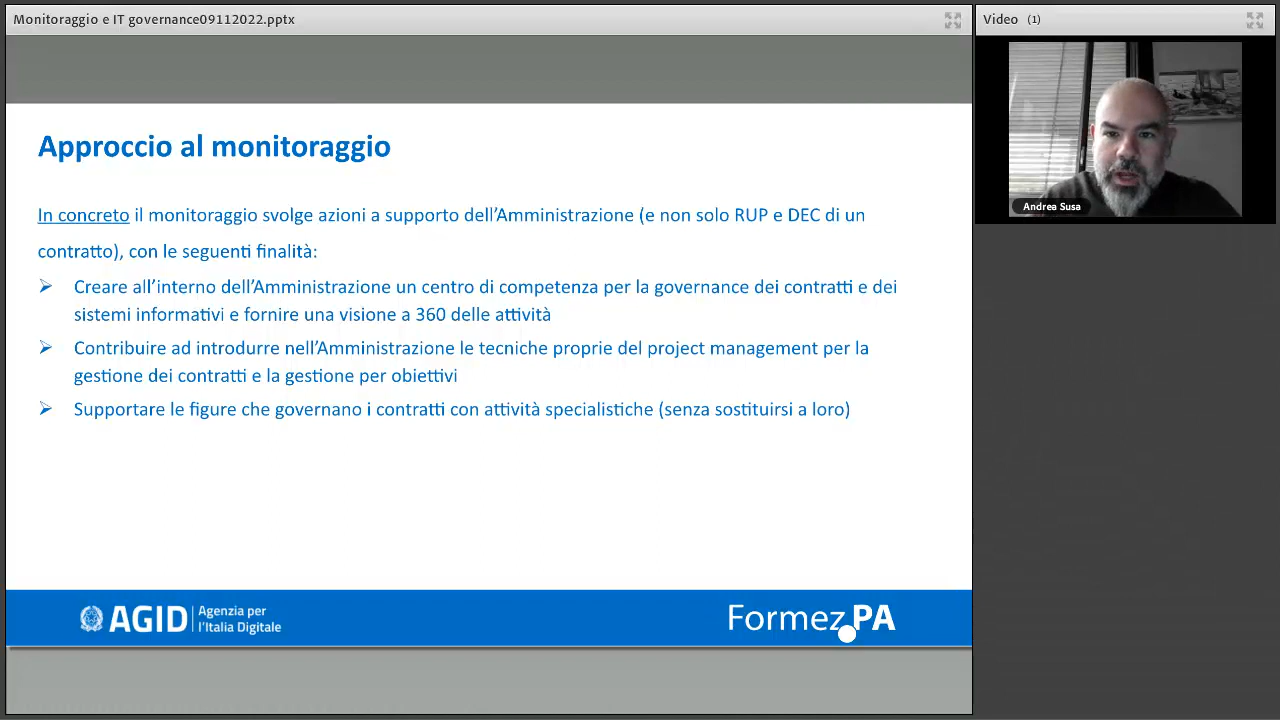 Monitoraggio e IT governance09112022.pptx
Video (1)
Approccio al monitoraggio
In concreto il monitoraggio svolge azioni a supporto dell’Amministrazione (e non solo RUP e DEC di un
contratto), con le seguenti finalità:
➢ Creare all’interno dell’Amministrazione un centro di competenza per la governance dei contratti e dei
sistemi informativi e fornire una visione a 360 delle attività
➢ Contribuire ad introdurre nell’Amministrazione le tecniche proprie del project management per la
gestione dei contratti e la gestione per obiettivi
➢ Supportare le figure che governano i contratti con attività specialistiche (senza sostituirsi a loro)
Andrea Susa
AGID Agenzia per
l’Italia Digitale
Formez PA